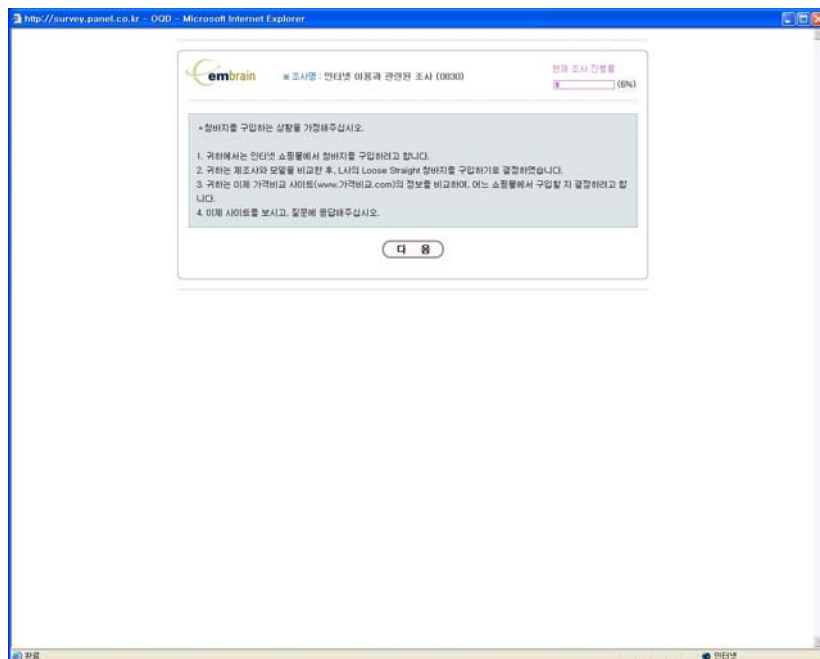 http://survey.panel.co.kr - OQD - Microsoft Internet Explorer
embrain
※ 조사명 : 인터넷 이용과 관련된 조사 (0830)
현재 조사 진행률
(6%)
*청바지를 구입하는 상황을 가정해주십시오.
1. 귀하께서는 인터넷 쇼핑몰에서 청바지를 구입하려고 합니다.
2. 귀하는 제조사와 모델을 비교한 후, L사의 Loose Straight 청바지를 구입하기로 결정하였습니다.
3. 귀하는 이제 가격비교 사이트(www.가격비교.com)의 정보를 비교하여, 어느 쇼핑몰에서 구입할 지 결정하려고 합
니다.
4. 이제 사이트를 보시고, 질문에 응답해주십시오.
다 음
완료
인터넷